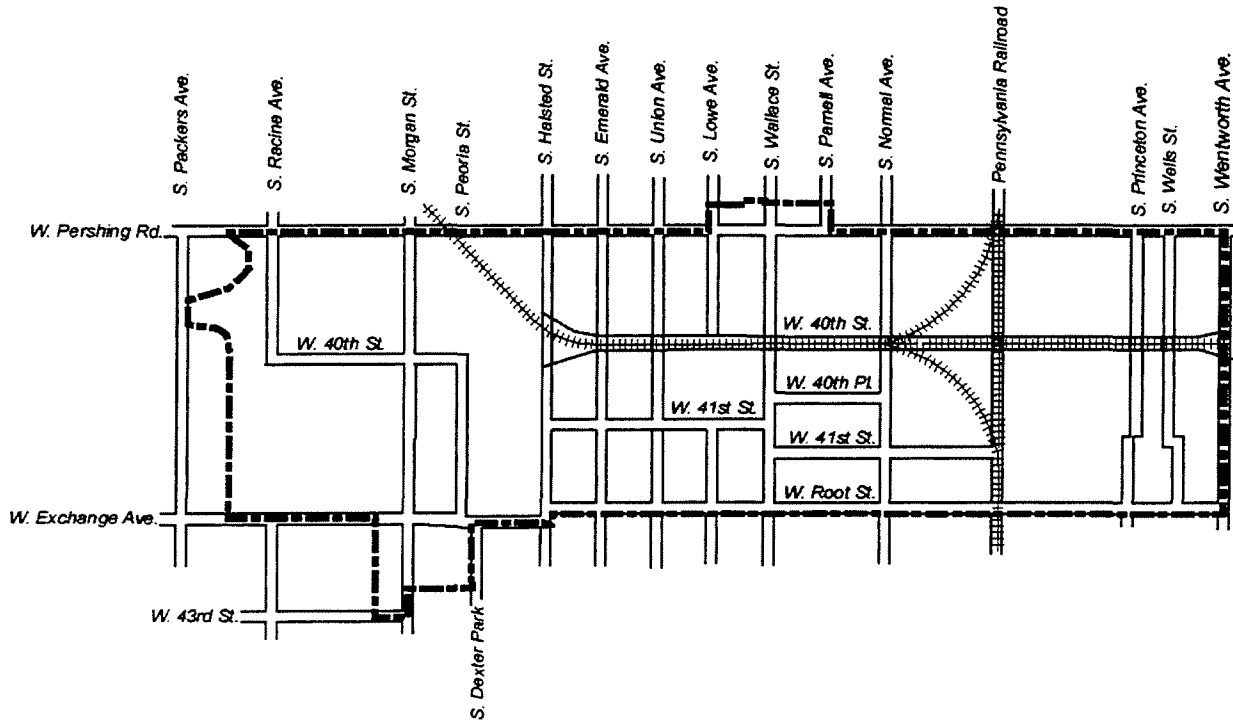 S. Packers Ave.
S. Racine Ave.
S. Morgan St.
S. Peoria St.
S. Halsted St.
S. Emerald Ave.
S. Union Ave.
S. Lowe Ave.
S. Wallace St.
S. Parnell Ave.
S. Normal Ave.
Pennsylvania Railroad
S. Princeton Ave.
S. Wells St.
S. Wentworth Ave.
W. Pershing Rd.
W. 40th St.
W. 40th St.
W. 40th Pl.
W. 41st St.
W. 41st St.
W. Root St.
W. Exchange Ave.
W. 43rd St.
S. Dexter Park